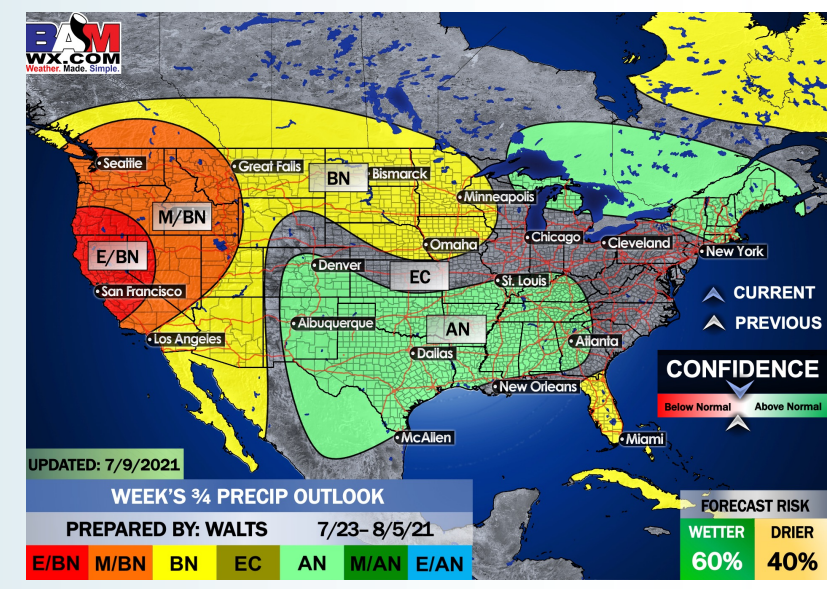 BAM
WX.COM
Weather. Made. Simple.
Seattle
Great Falls
BN
Bismarck
Minneapolis
M/BN
E/BN
Omaha
Chicago
Cleveland
New York
Denver
EC
St. Louis
San Francisco
CURRENT
Albuquerque
AN
PREVIOUS
Los Angeles
Dallas
Atlanta
CONFIDENCE
New Orleans
Below Normal Above Normal
McAllen
Miami
UPDATED: 7/9/2021
WEEK'S ¾ PRECIP OUTLOOK
PREPARED BY: WALTS 7/23– 8/5/21
E/BN M/BN BN EC AN M/AN E/AN
FORECAST RISK
WETTER DRIER
60% 40%